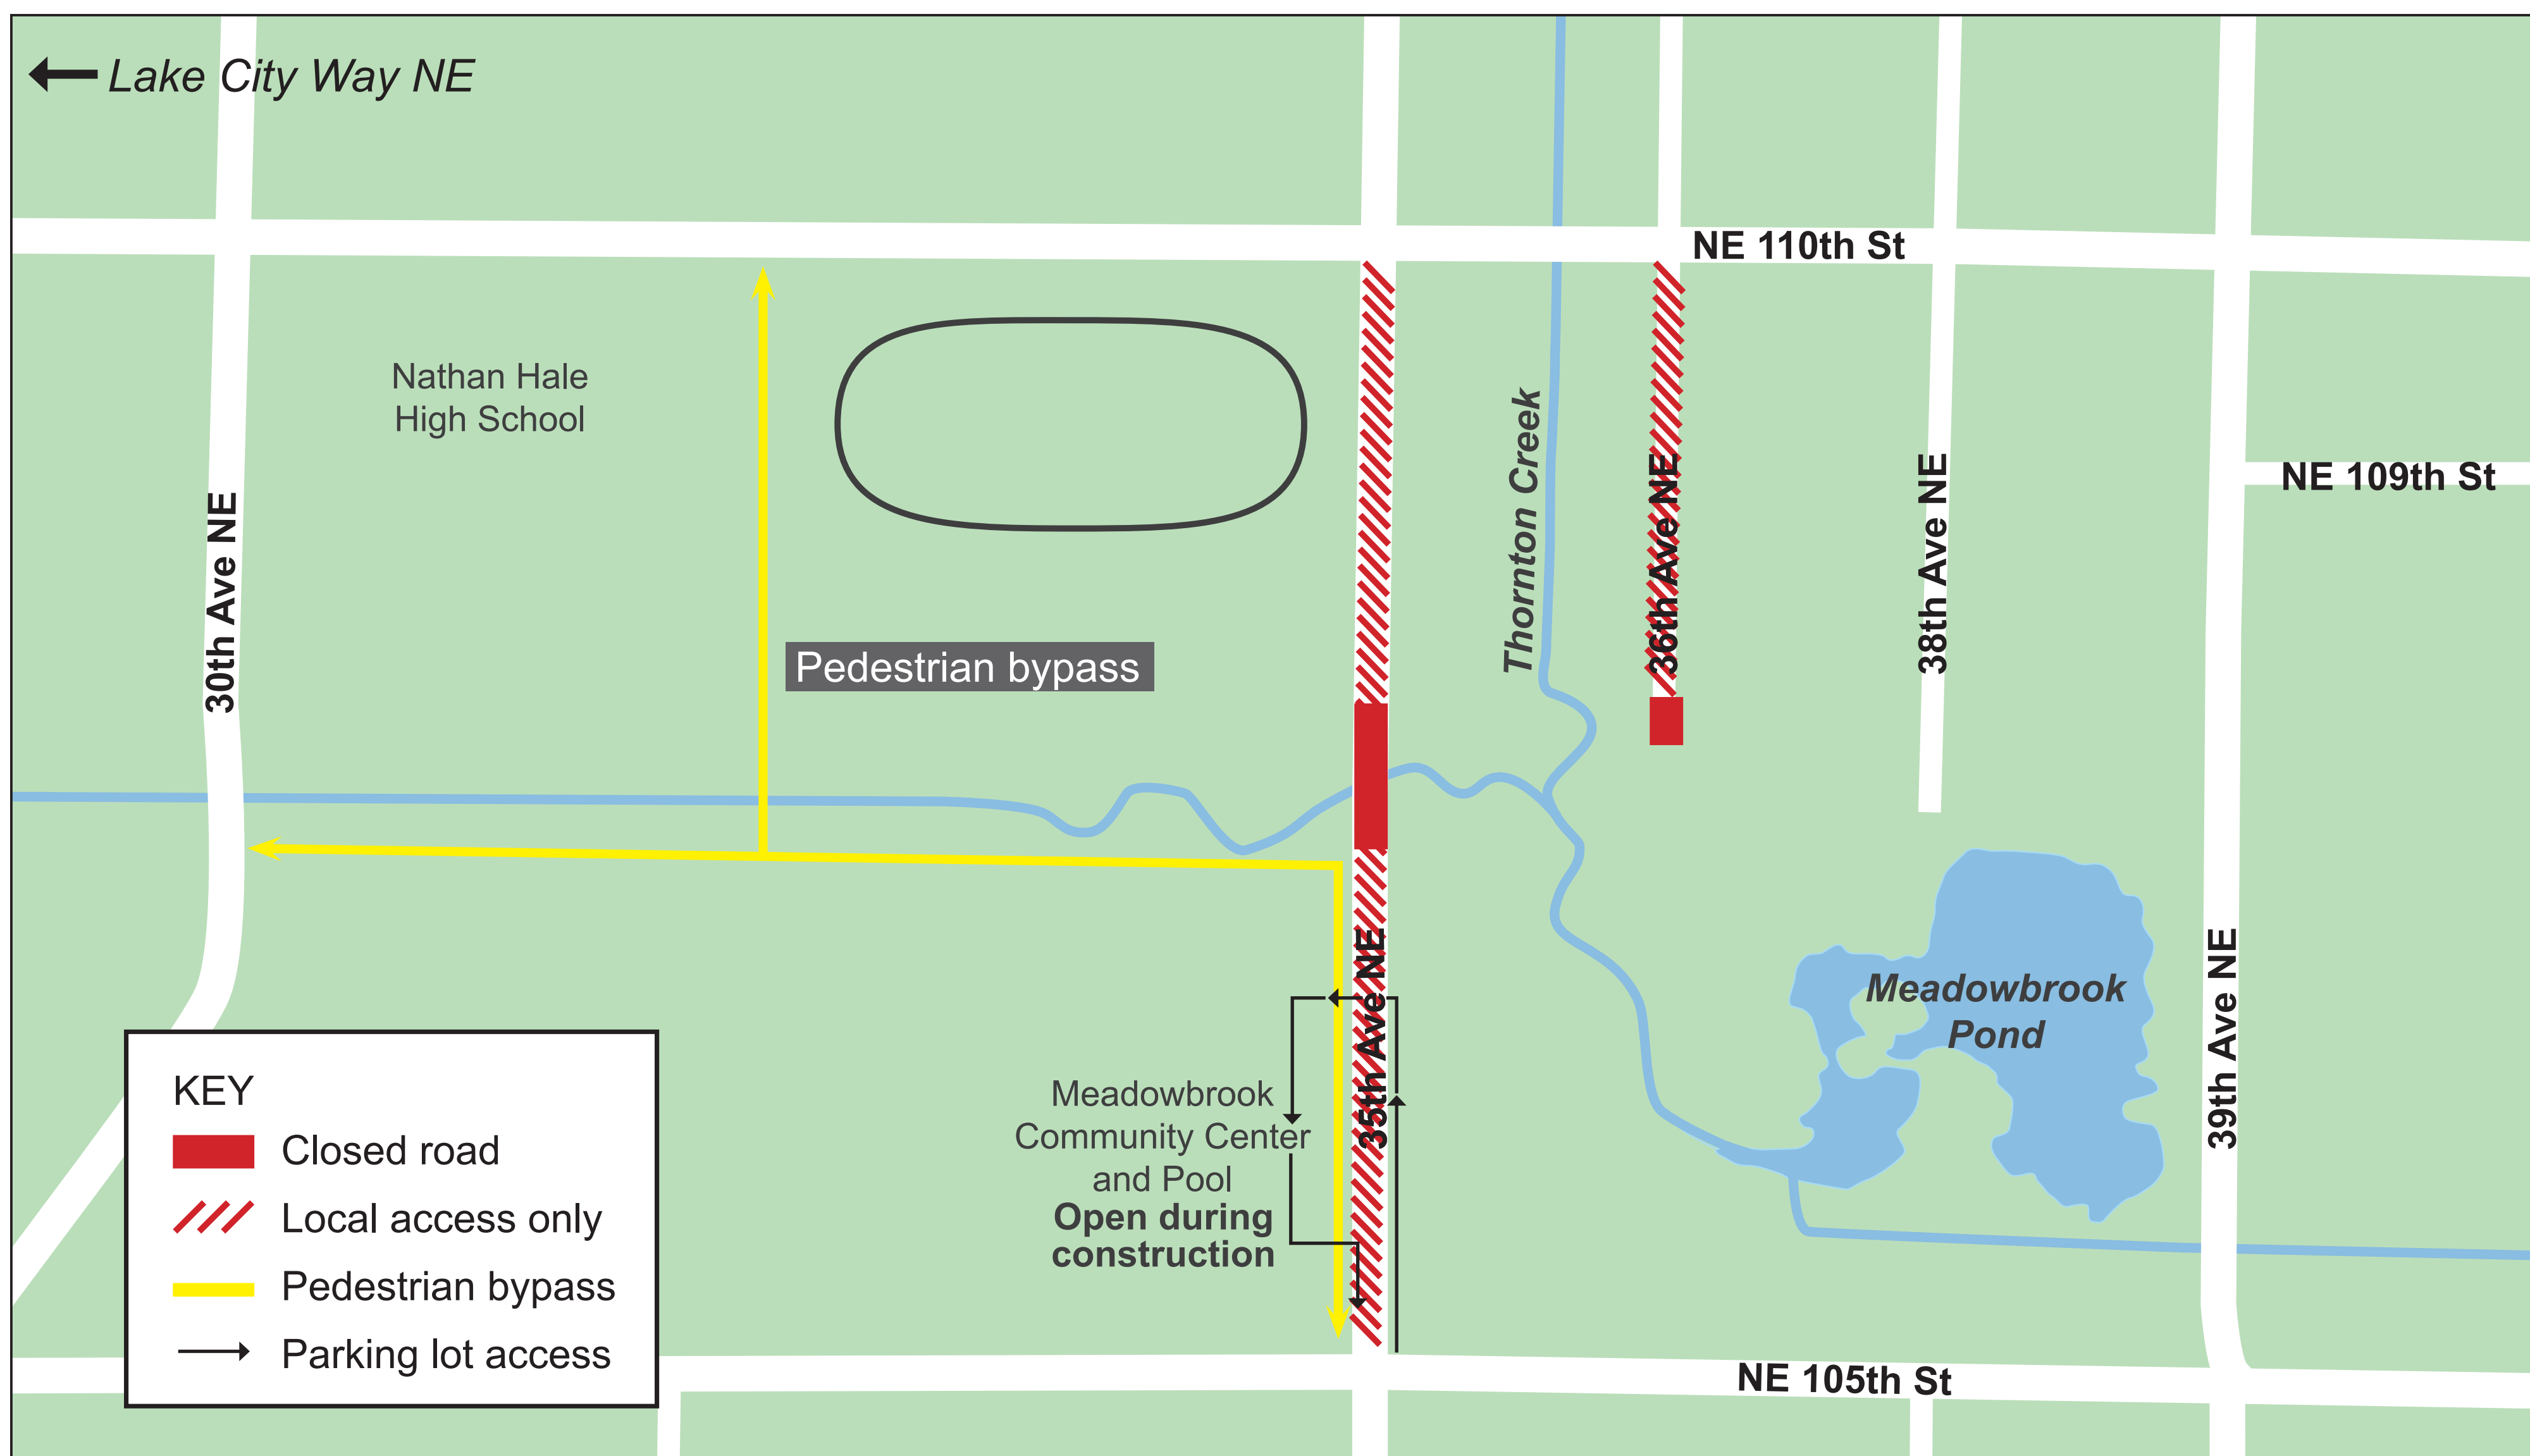 Lake City Way NE
NE 110th St
Nathan Hale
High School
NE 109th St
30th Ave NE
Thornton Creek
36th Ave NE
38th Ave NE
Pedestrian bypass
35th Ave NE
39th Ave NE
Meadowbrook
Pond
Meadowbrook
Community Center
and Pool
Open during
construction
NE 105th St
KEY
Closed road
Local access only
Pedestrian bypass
Parking lot access